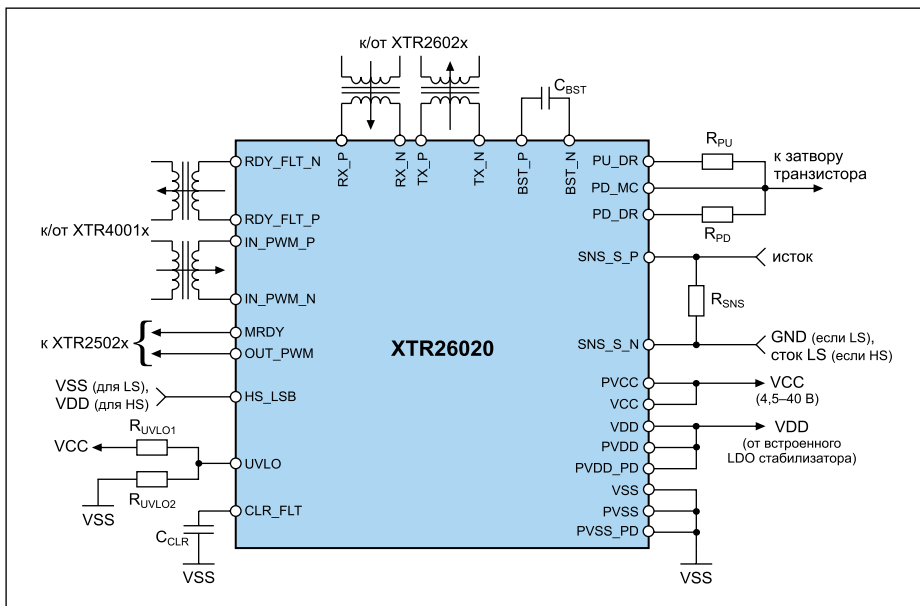 к/от XTR2602x
C_BST
RX_P
RX_N
TX_P
TX_N
BST_P
BST_N
RDY_FLT_N
RDY_FLT_P
к/от XTR4001x
IN_PWM_P
IN_PWM_N
MRDY
к XTR2502x
OUT_PWM
VSS (для LS),
VDD (для HS)
HS_LSB
R_UVLO1
VCC
UVLO
R_UVLO2
VSS
CLR_FLT
C_CLR
VSS
XTR26020
PU_DR
R_PU
к затвору
транзистора
PD_MC
PD_DR
R_PD
SNS_S_P
исток
R_SNS
SNS_S_N
GND (если LS),
сток LS (если HS)
PVCC
VCC
VCC
(4,5–40 В)
VDD
VDD
(от встроенного
LDO стабилизатора)
PVDD
PVDD_PD
VSS
PVSS
PVSS_PD
VSS